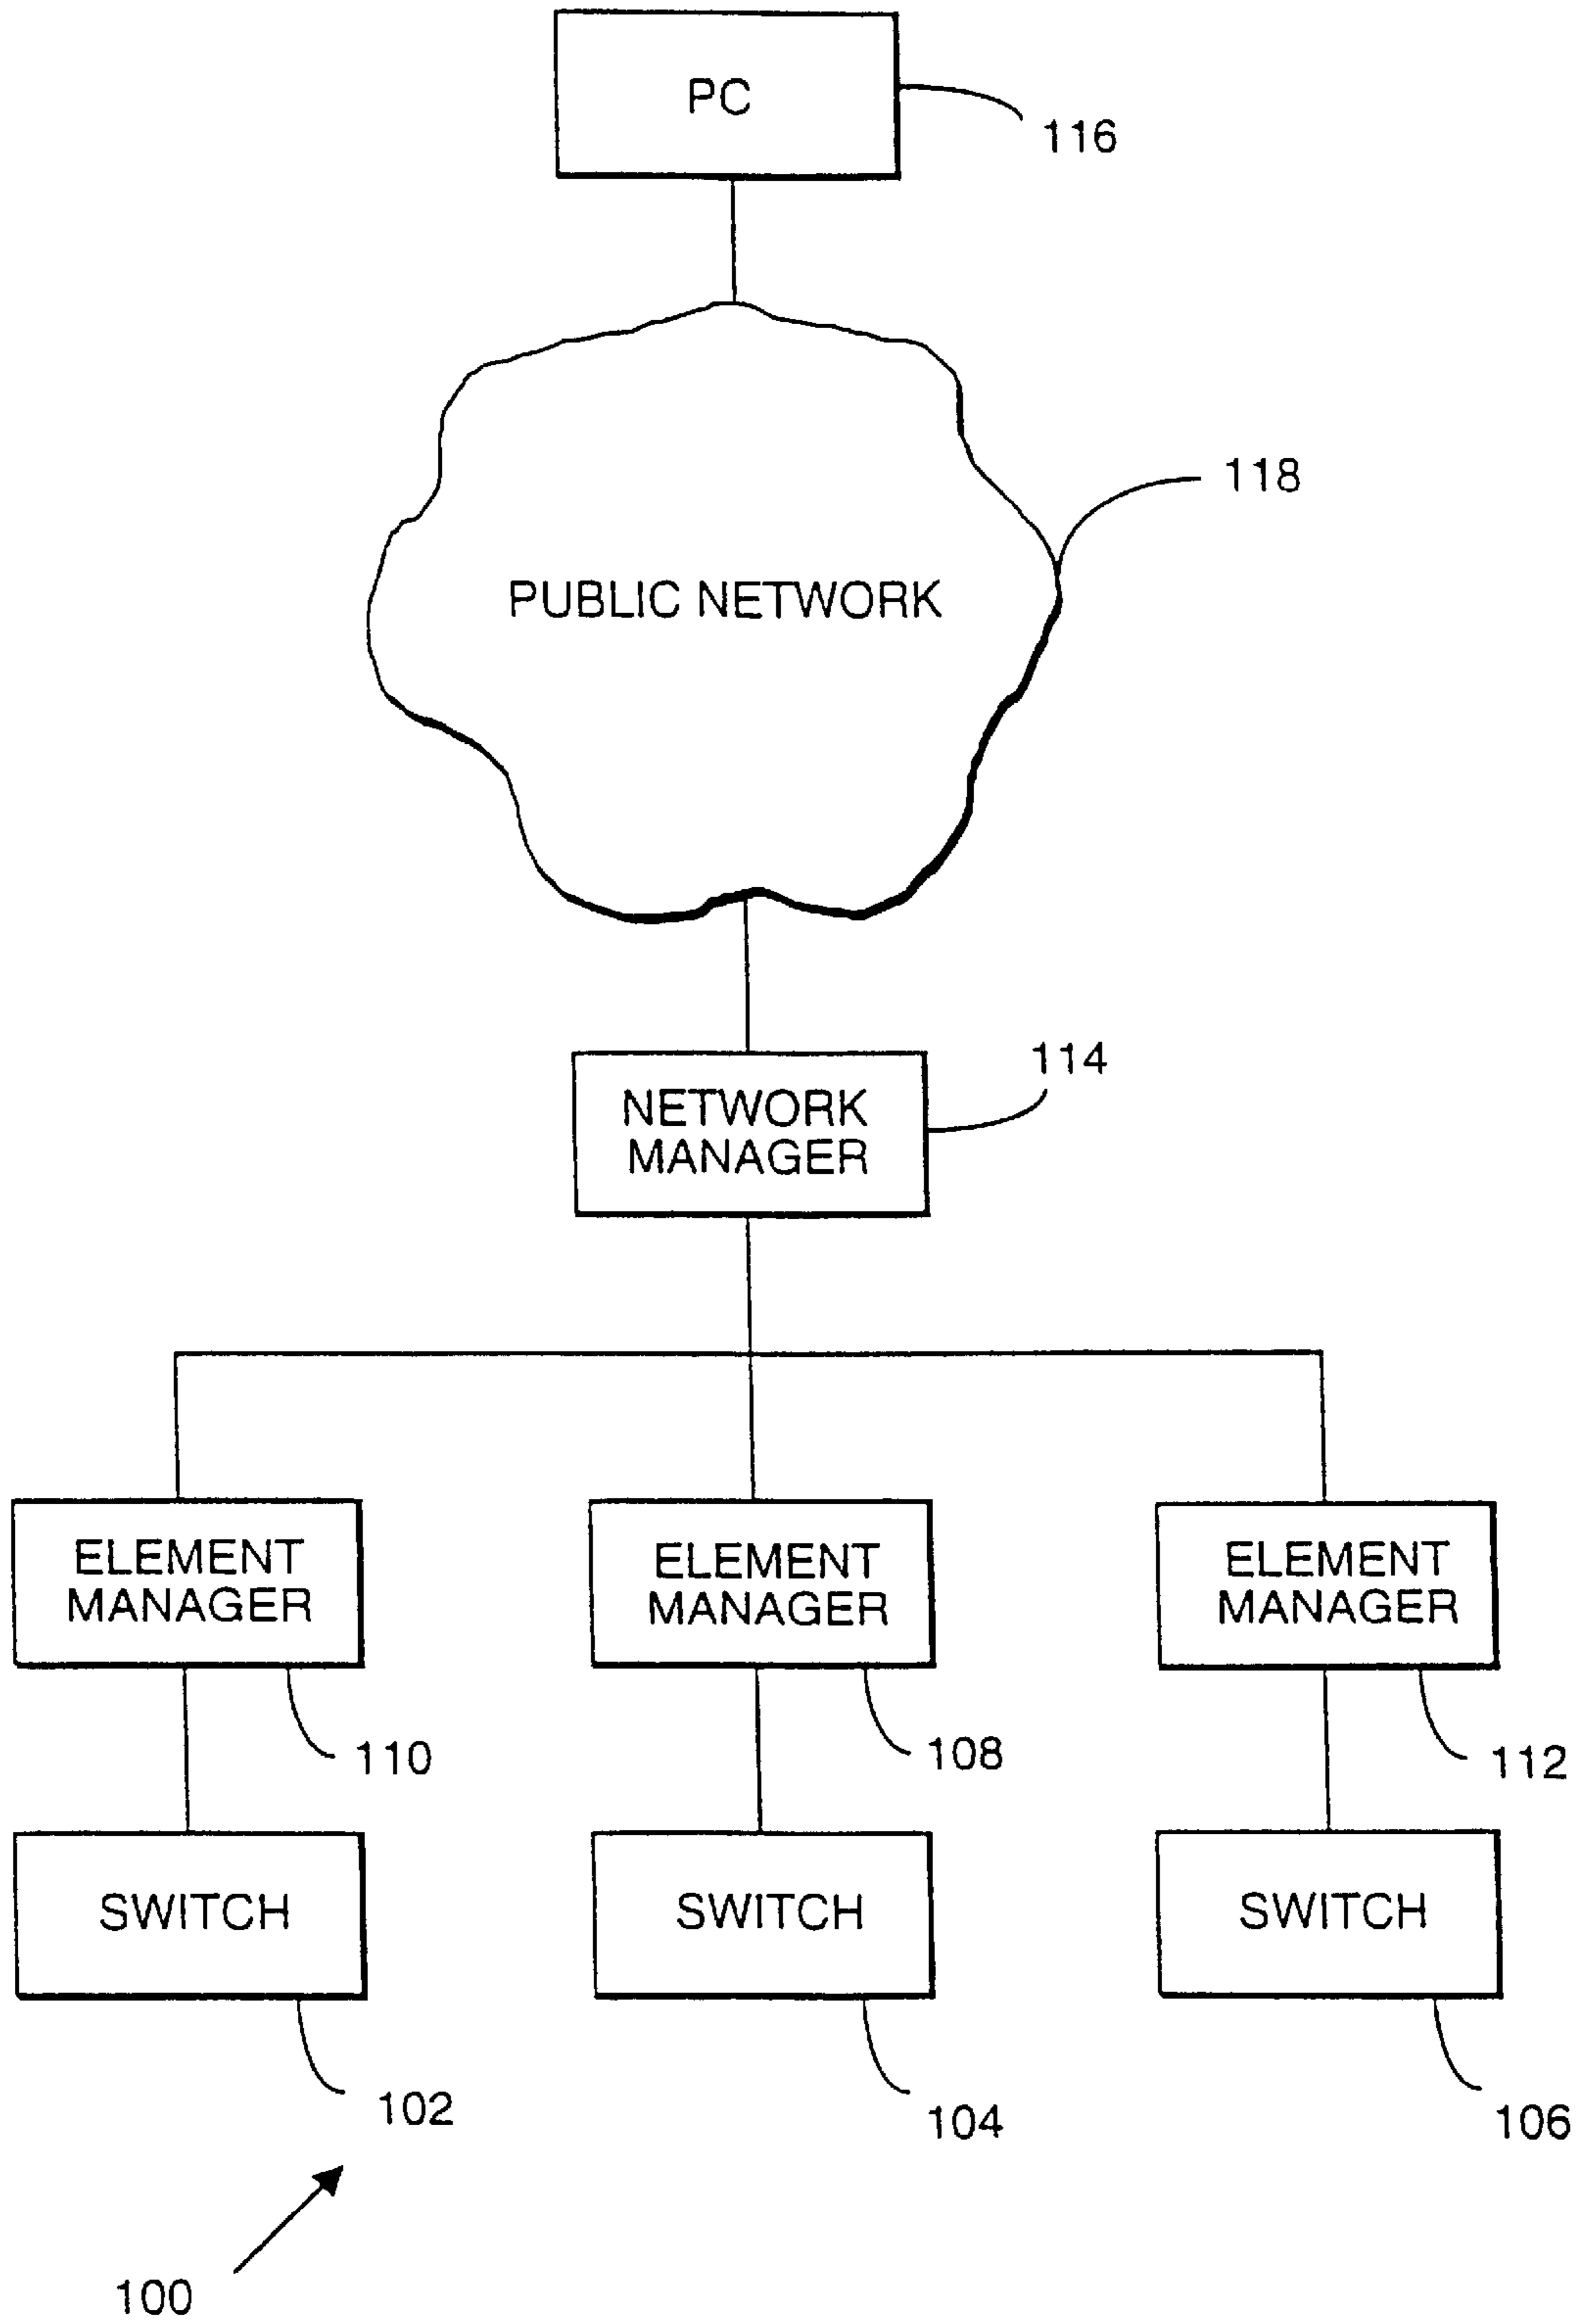 PC
116
118
PUBLIC NETWORK
114
NETWORK
MANAGER
ELEMENT
MANAGER
ELEMENT
MANAGER
ELEMENT
MANAGER
110
108
112
SWITCH
SWITCH
SWITCH
102
104
106
100